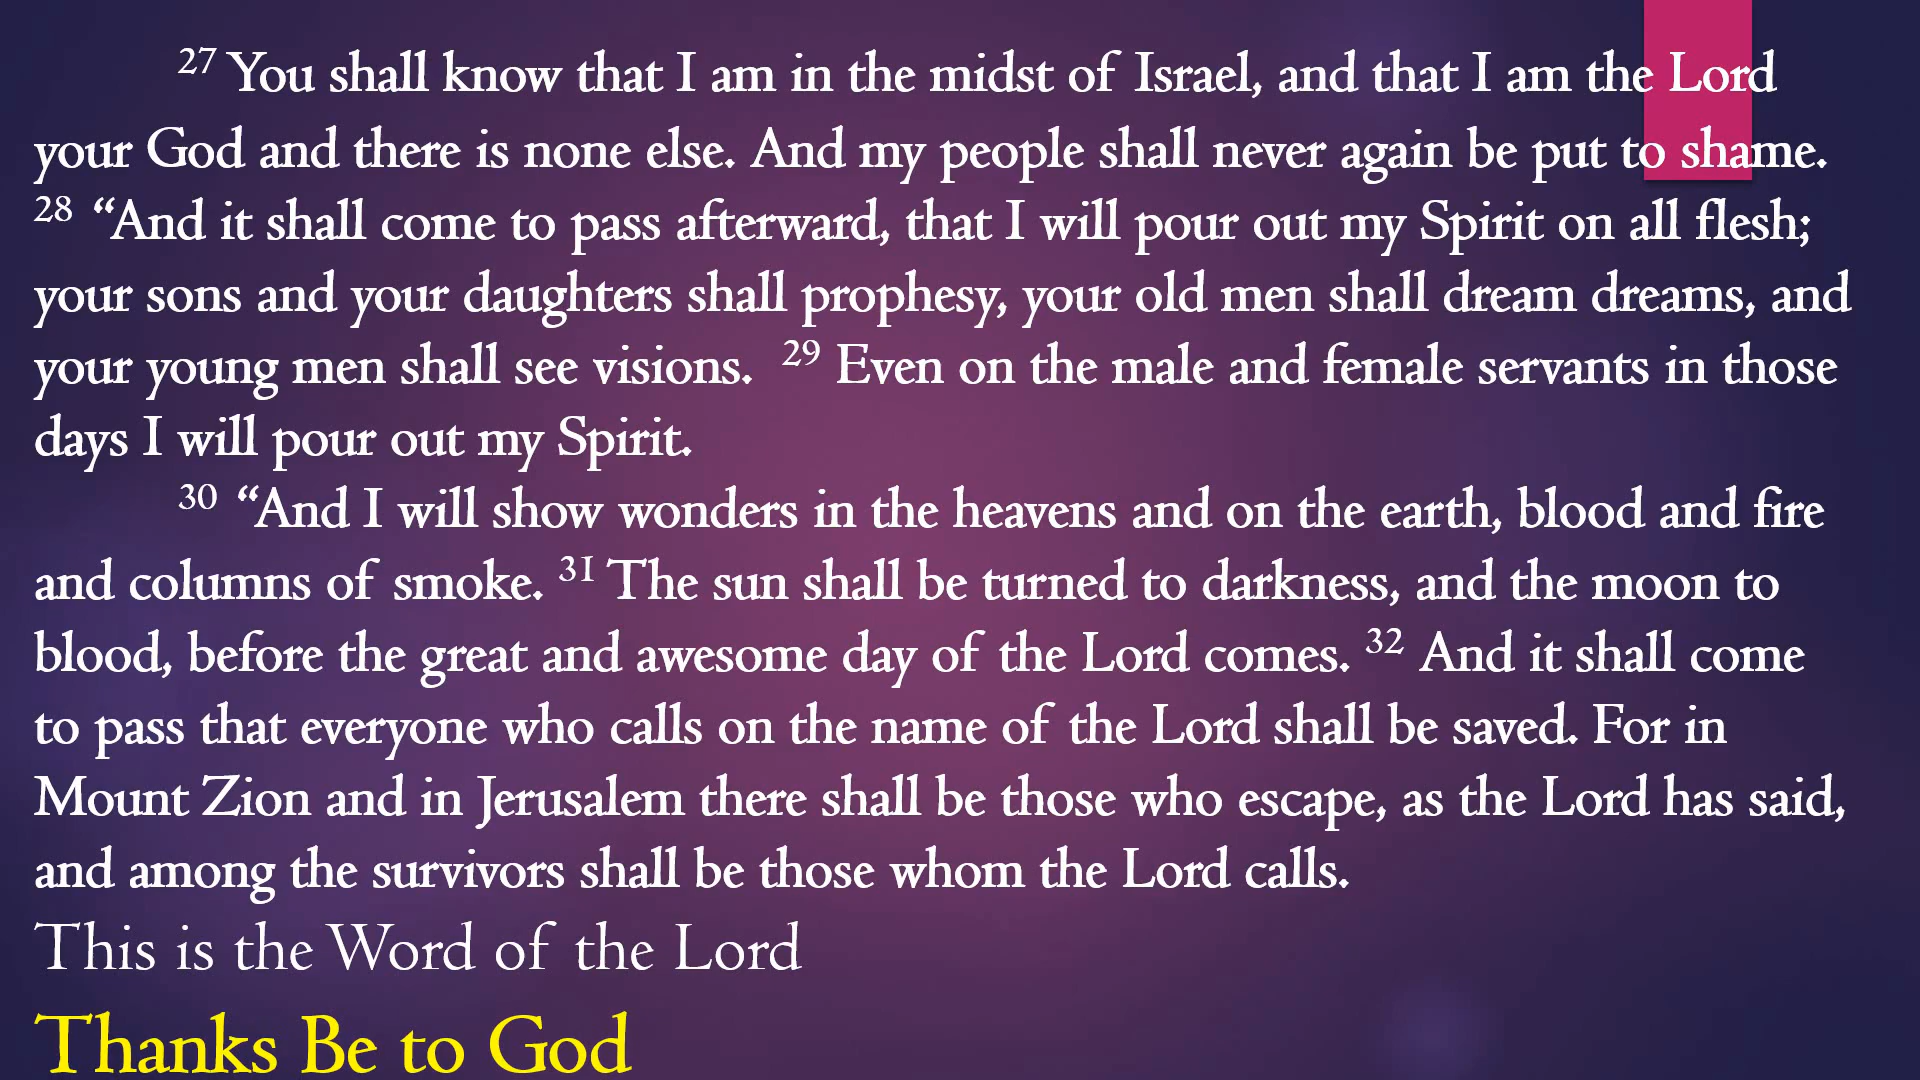 27 You shall know that I am in the midst of Israel, and that I am the Lord
your God and there is none else. And my people shall never again be put to shame.
28 “And it shall come to pass afterward, that I will pour out my Spirit on all flesh;
your sons and your daughters shall prophesy, your old men shall dream dreams, and
your young men shall see visions. 29 Even on the male and female servants in those
days I will pour out my Spirit.
30 “And I will show wonders in the heavens and on the earth, blood and fire
and columns of smoke. 31 The sun shall be turned to darkness, and the moon to
blood, before the great and awesome day of the Lord comes. 32 And it shall come
to pass that everyone who calls on the name of the Lord shall be saved. For in
Mount Zion and in Jerusalem there shall be those who escape, as the Lord has said,
and among the survivors shall be those whom the Lord calls.
This is the Word of the Lord
Thanks Be to God